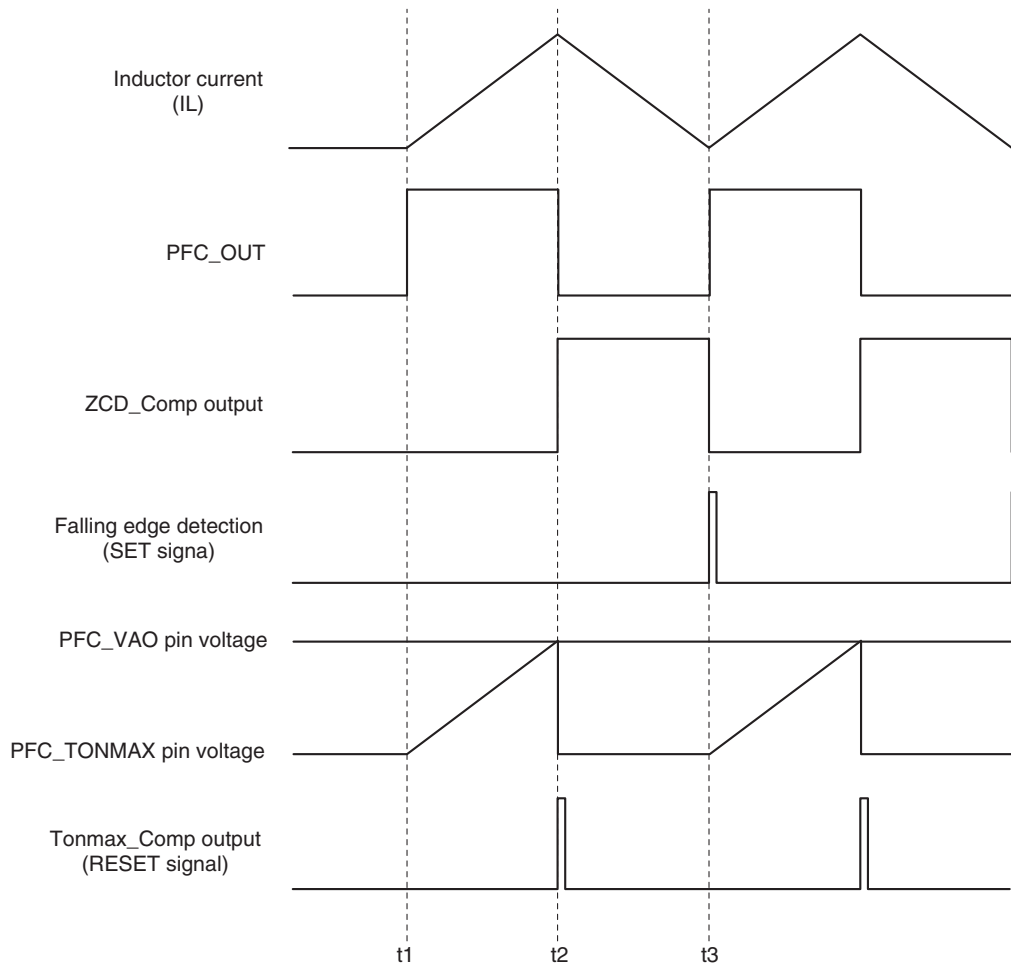 Inductor current
(IL)
PFC_OUT
ZCD_Comp output
Falling edge detection
(SET signa)
PFC_VAO pin voltage
PFC_TONMAX pin voltage
Tonmax_Comp output
(RESET signal)
t1
t2
t3